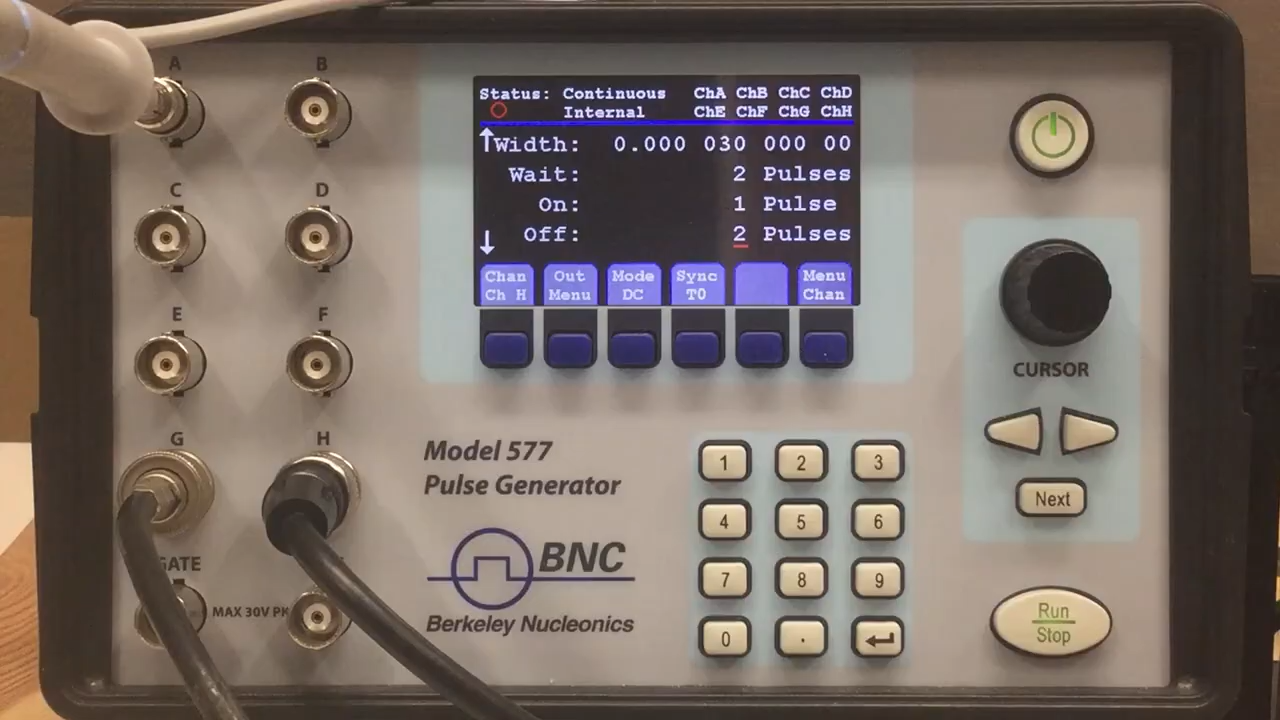 A
B
Status: Continuous ChA ChB ChC ChD
Internal ChE ChF ChG ChH
Width: 0.000 030 000 00
Wait: 2 Pulses
On: 1 Pulse
Off: 2 Pulses
Chan Out Mode Sync Menu
Ch H Menu DC T0 Chan
C
D
E
F
CURSOR
G
H
Model 577
Pulse Generator
1 2 3
Next
4 5 6
BNC
Berkeley Nucleonics
7 8 9
MAX 30V PK
Run
Stop
0 .